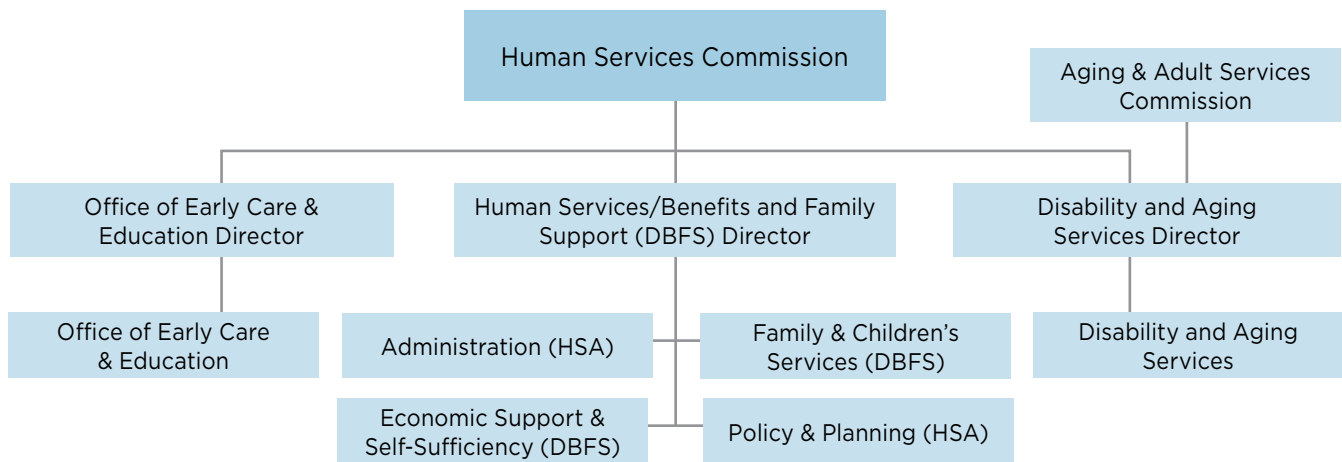 Human Services Commission
Aging & Adult Services
Commission
Office of Early Care &
Education Director
Human Services/Benefits and Family
Support (DBFS) Director
Disability and Aging
Services Director
Office of Early Care
& Education
Administration (HSA)
Family & Children’s
Services (DBFS)
Disability and Aging
Services
Economic Support &
Self-Sufficiency (DBFS)
Policy & Planning (HSA)